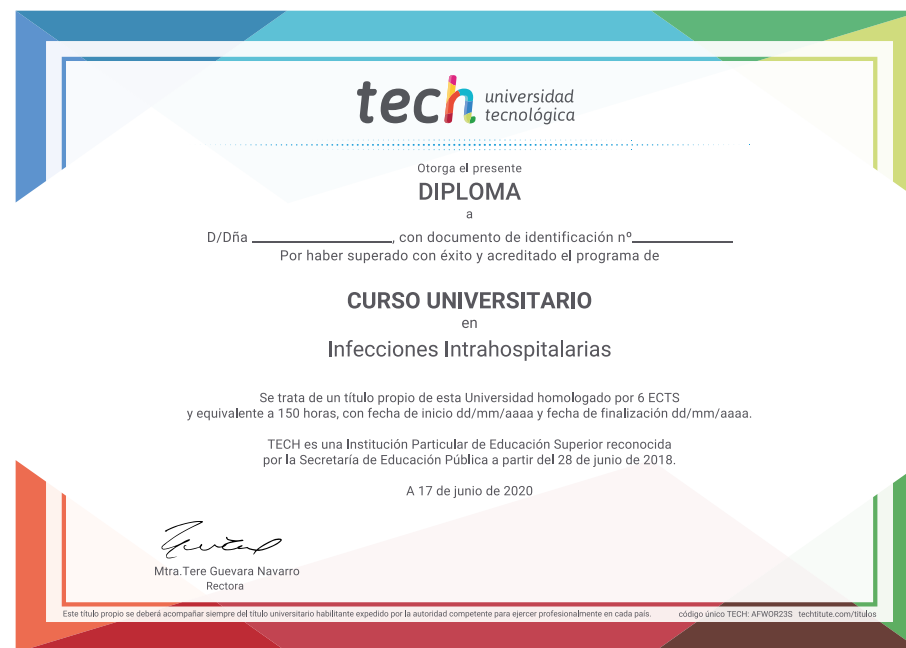 tech universidad
tecnológica
Otorga el presente
DIPLOMA
a
D/Dña ____________________, con documento de identificación nº______________
Por haber superado con éxito y acreditado el programa de
CURSO UNIVERSITARIO
en
Infecciones Intrahospitalarias
Se trata de un título propio de esta Universidad homologado por 6 ECTS
y equivalente a 150 horas, con fecha de inicio dd/mm/aaaa y fecha de finalización dd/mm/aaaa.
TECH es una Institución Particular de Educación Superior reconocida
por la Secretaría de Educación Pública a partir del 28 de junio de 2018.
A 17 de junio de 2020
Mtra.Tere Guevara Navarro
Rectora
Este título propio se deberá acompañar siempre del título universitario habilitante expedido por la autoridad competente para ejercer profesionalmente en cada país. código único TECH: AFWOR23S techtitute.com/titulos